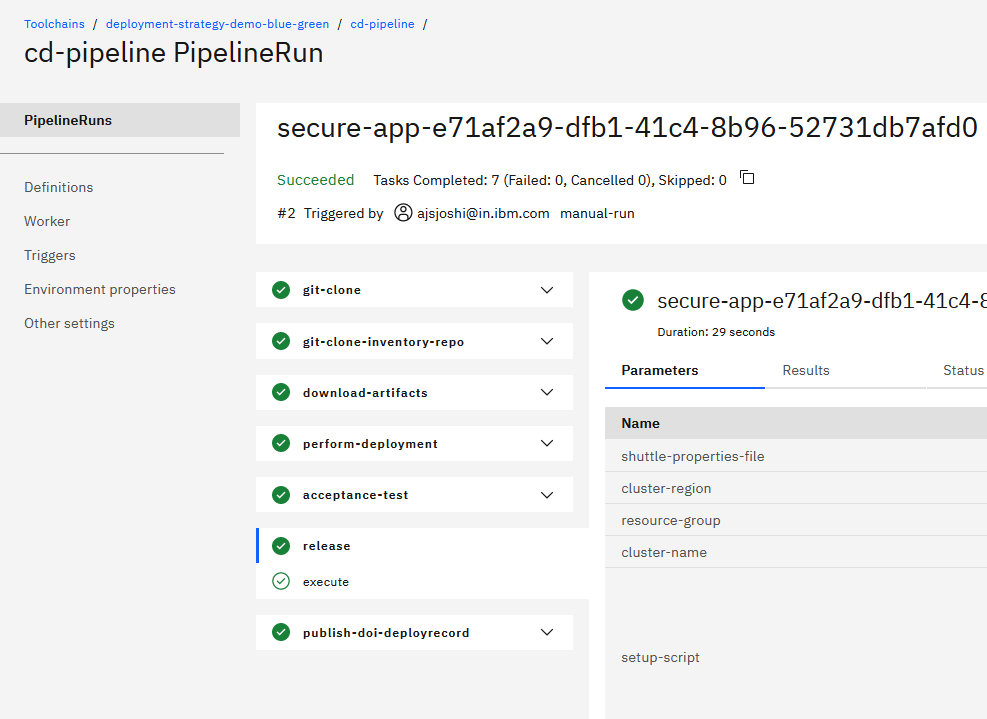 Toolchains / deployment-strategy-demo-blue-green / cd-pipeline /
cd-pipeline PipelineRun
PipelineRuns
Definitions
Worker
Triggers
Environment properties
Other settings
secure-app-e71af2a9-dfb1-41c4-8b96-52731db7afd0
Succeeded Tasks Completed: 7 (Failed: 0, Cancelled 0), Skipped: 0
#2 Triggered by ajsjoshi@in.ibm.com manual-run
git-clone
git-clone-inventory-repo
download-artifacts
perform-deployment
acceptance-test
release
execute
publish-doi-deployrecord
secure-app-e71af2a9-dfb1-41c4-8
Duration: 29 seconds
Parameters Results Status
Name
shuttle-properties-file
cluster-region
resource-group
cluster-name
setup-script